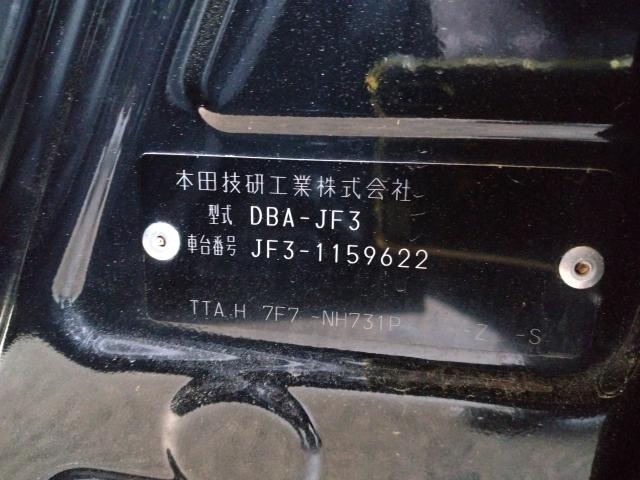 本田技研工業株式会社
型式 DBA-JF3
車台番号 JF3-1159622
TTA.H 7F7 -NH731P -Z -S